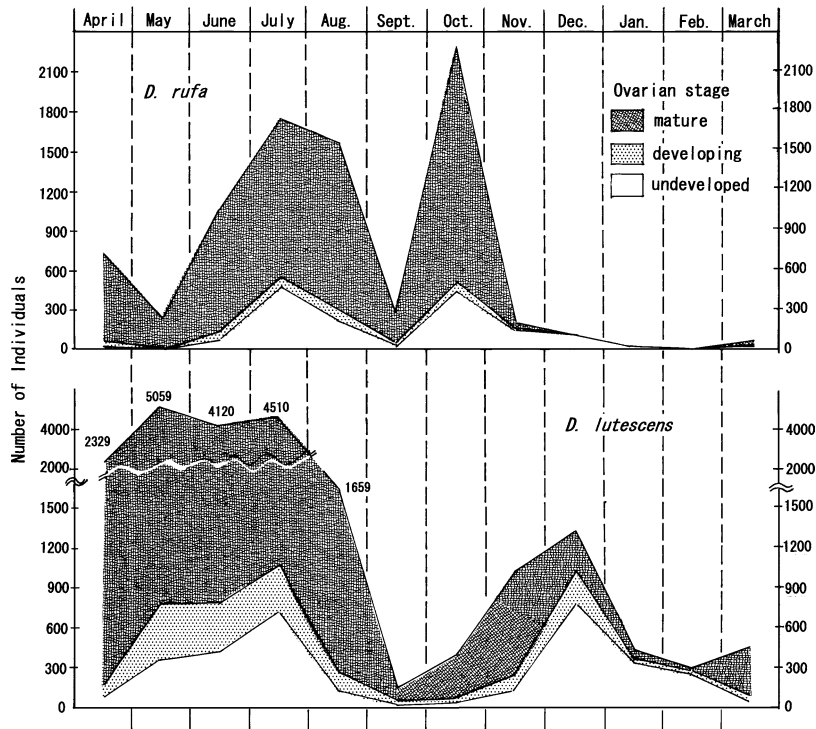 April May June July Aug. Sept. Oct. Nov. Dec. Jan. Feb. March
D. rufa
Ovarian stage
mature
developing
undeveloped
2100 2100
1800 1800
1500 1500
1200 1200
900 900
600 600
300 300
0 0
Number of Individuals
D. lutescens
2329 5059 4120 4510 1659
4000 4000
2000 2000
1500 1500
1200 1200
900 900
600 600
300 300
0 0